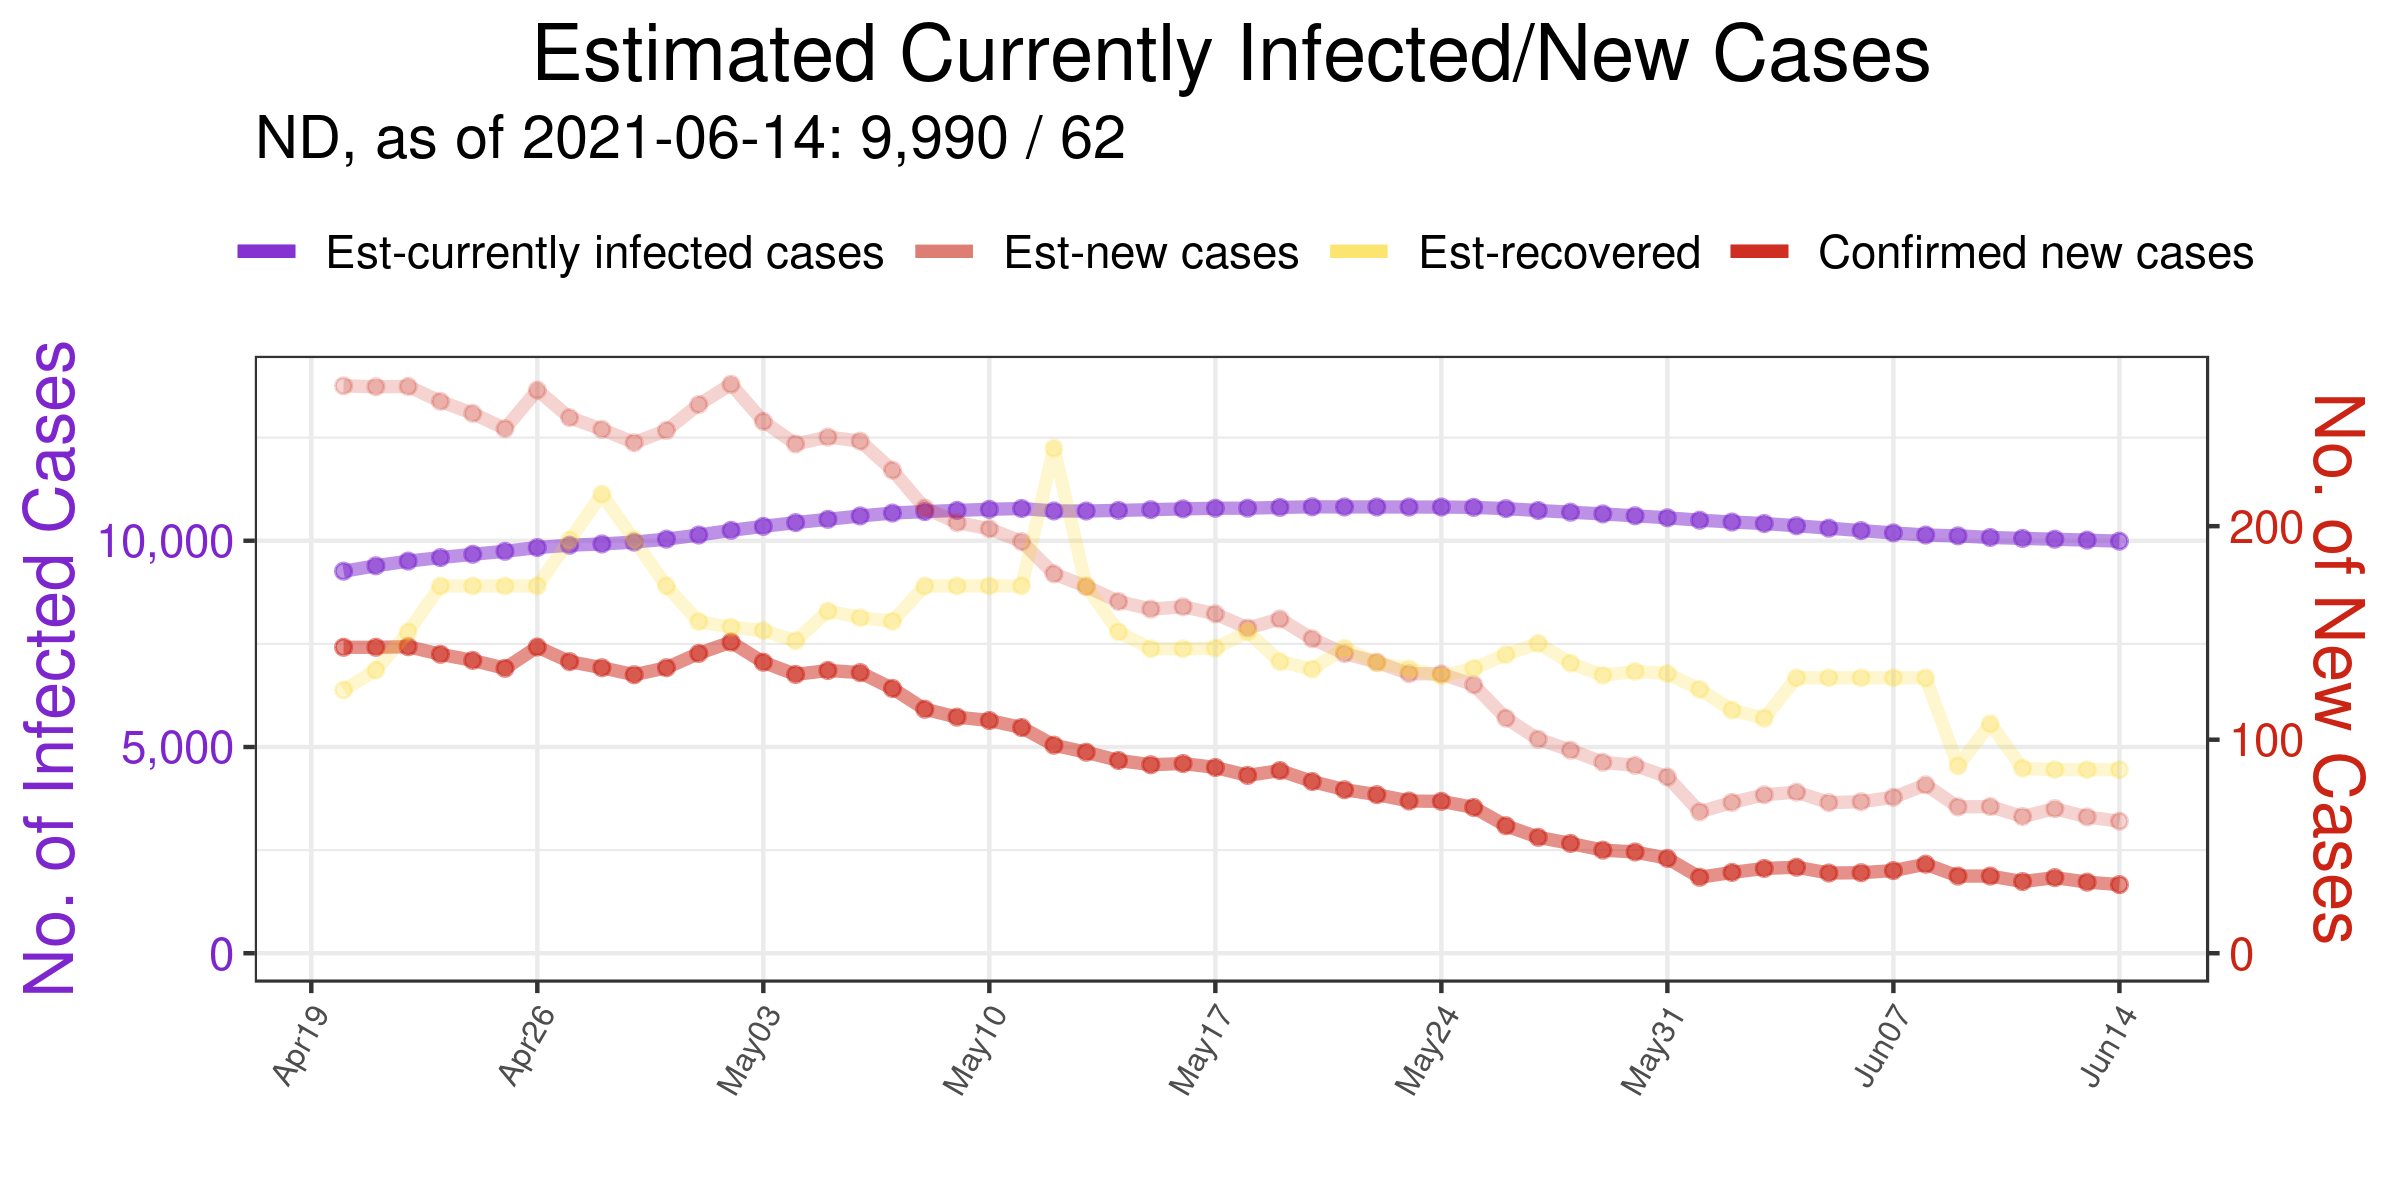 Estimated Currently Infected/New Cases
ND, as of 2021-06-14: 9,990 / 62
Est-currently infected cases Est-new cases Est-recovered Confirmed new cases
No. of Infected Cases
10,000
5,000
0
200
100
0
No. of New Cases
Apr19 Apr26 May03 May10 May17 May24 May31 Jun07 Jun14